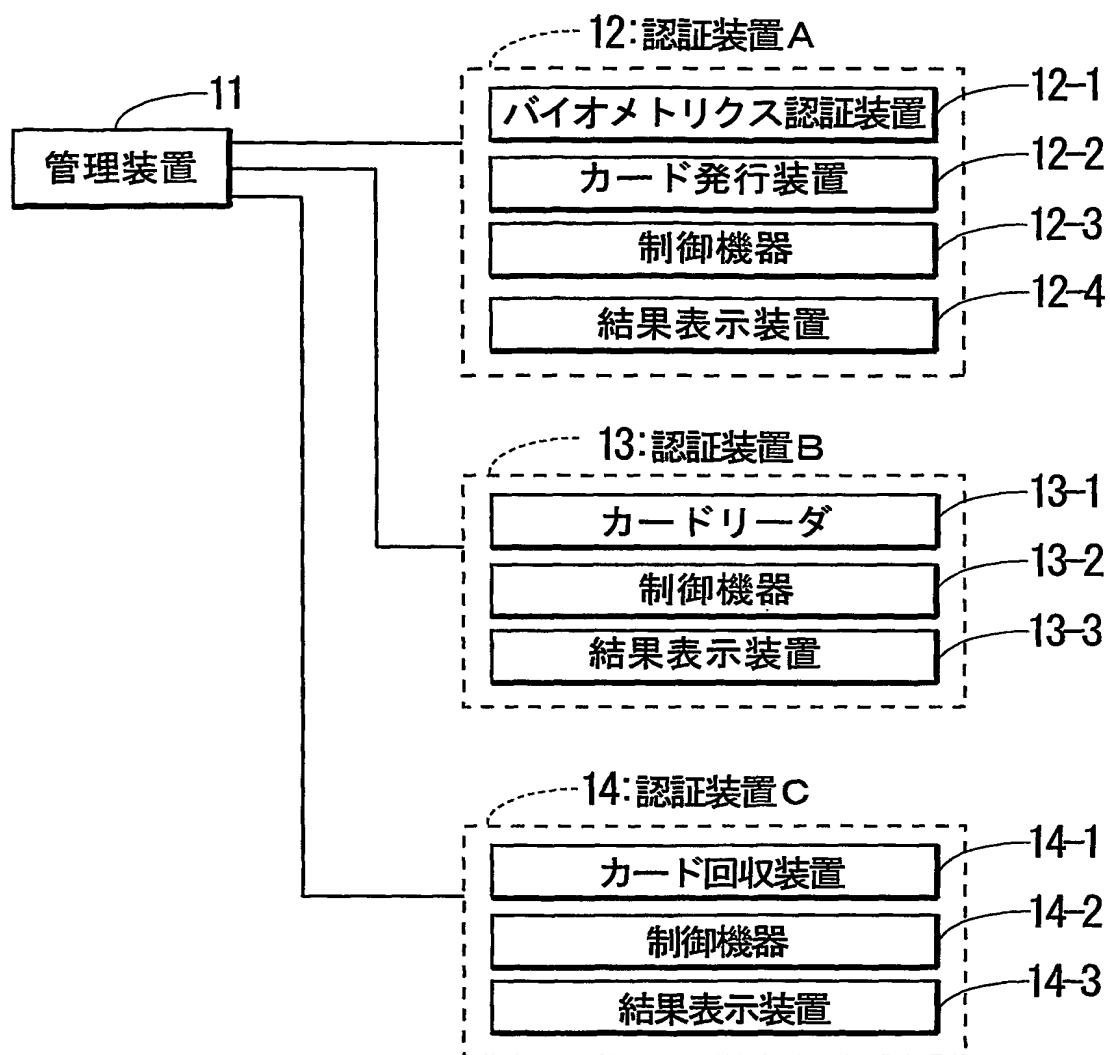 11
管理装置
12:認証装置A
バイオメトリクス認証装置
12-1
カード発行装置
12-2
制御機器
12-3
結果表示装置
12-4
13:認証装置B
カードリーダ
13-1
制御機器
13-2
結果表示装置
13-3
14:認証装置C
カード回収装置
14-1
制御機器
14-2
結果表示装置
14-3